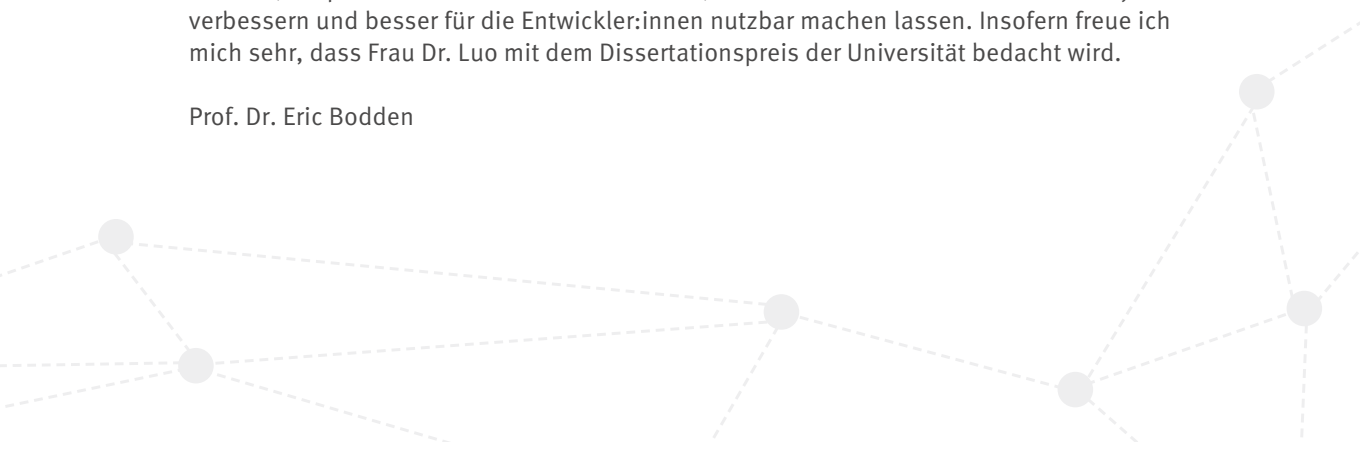 verbessern und besser für die Entwickler:innen nutzbar machen lassen. Insofern freue ich
mich sehr, dass Frau Dr. Luo mit dem Dissertationspreis der Universität bedacht wird.
Prof. Dr. Eric Bodden